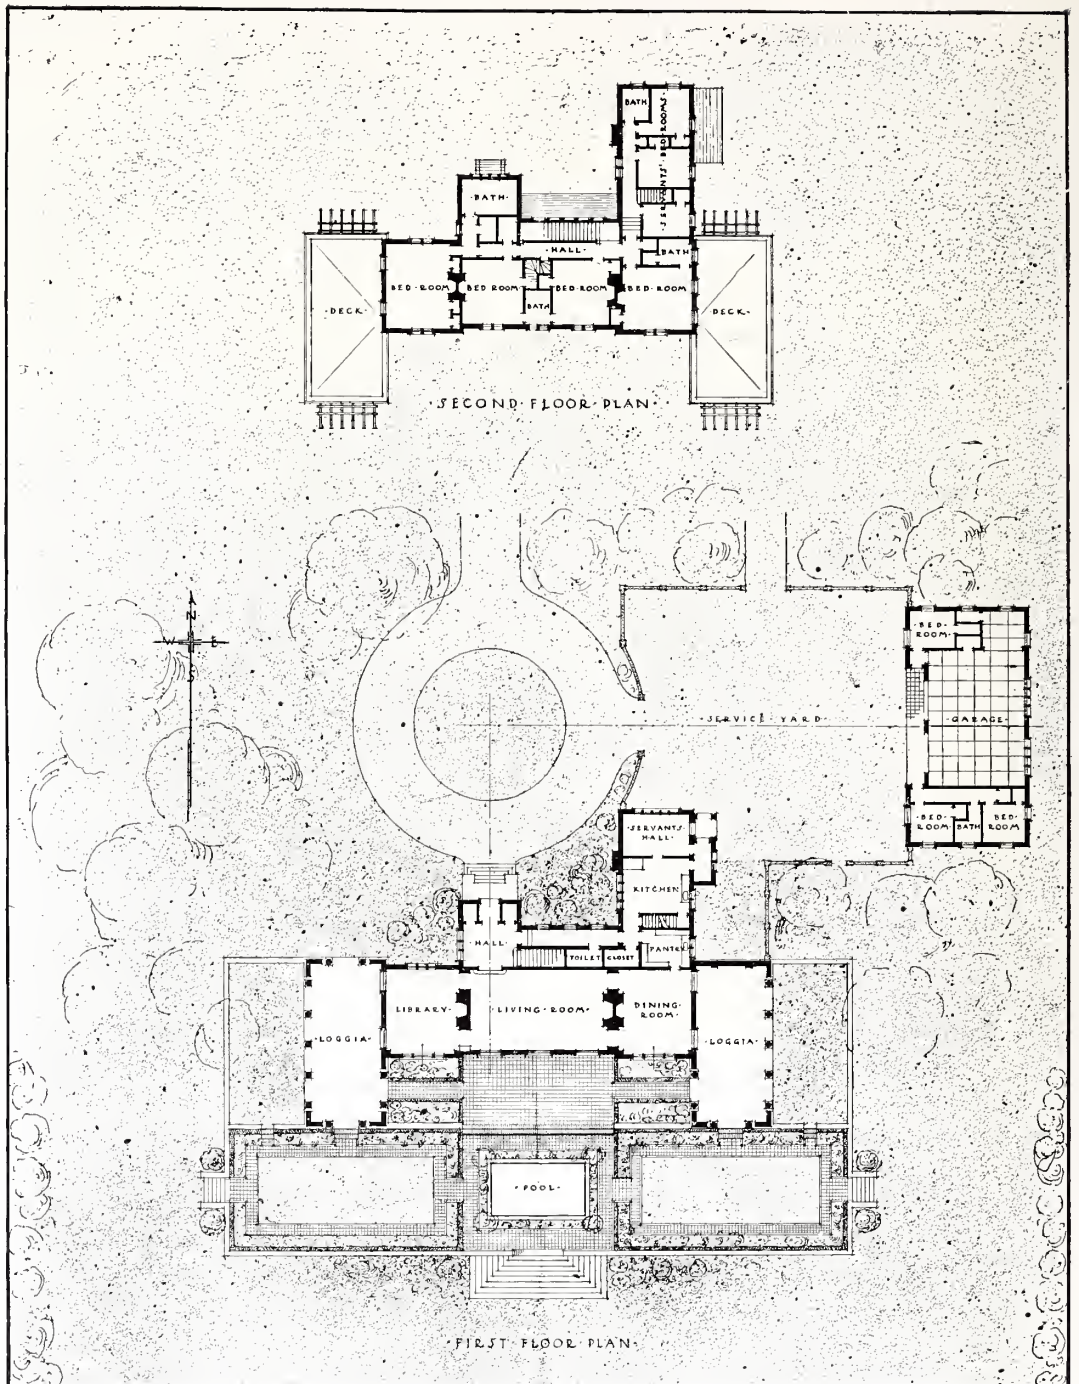 BATH
SERVANTS' BED-ROOMS
·BATH·
·HALL·
BATH
BED-ROOM
BED ROOM
BED-ROOM
BED-ROOM
BATH
·DECK·
·DECK·
·SECOND·FLOOR·PLAN·
N
W E
S
·BED-
ROOM·
·SERVICE·YARD·
·GARAGE·
·BED-
ROOM·
BATH
BED-
ROOM
·SERVANTS·
HALL·
KITCHEN
HALL·
TOILET
CLOSET
PANTRY
LIBRARY·
·LIVING·ROOM·
DINING·
ROOM·
·LOGGIA·
·LOGGIA·
·POOL·
·FIRST·FLOOR·PLAN·